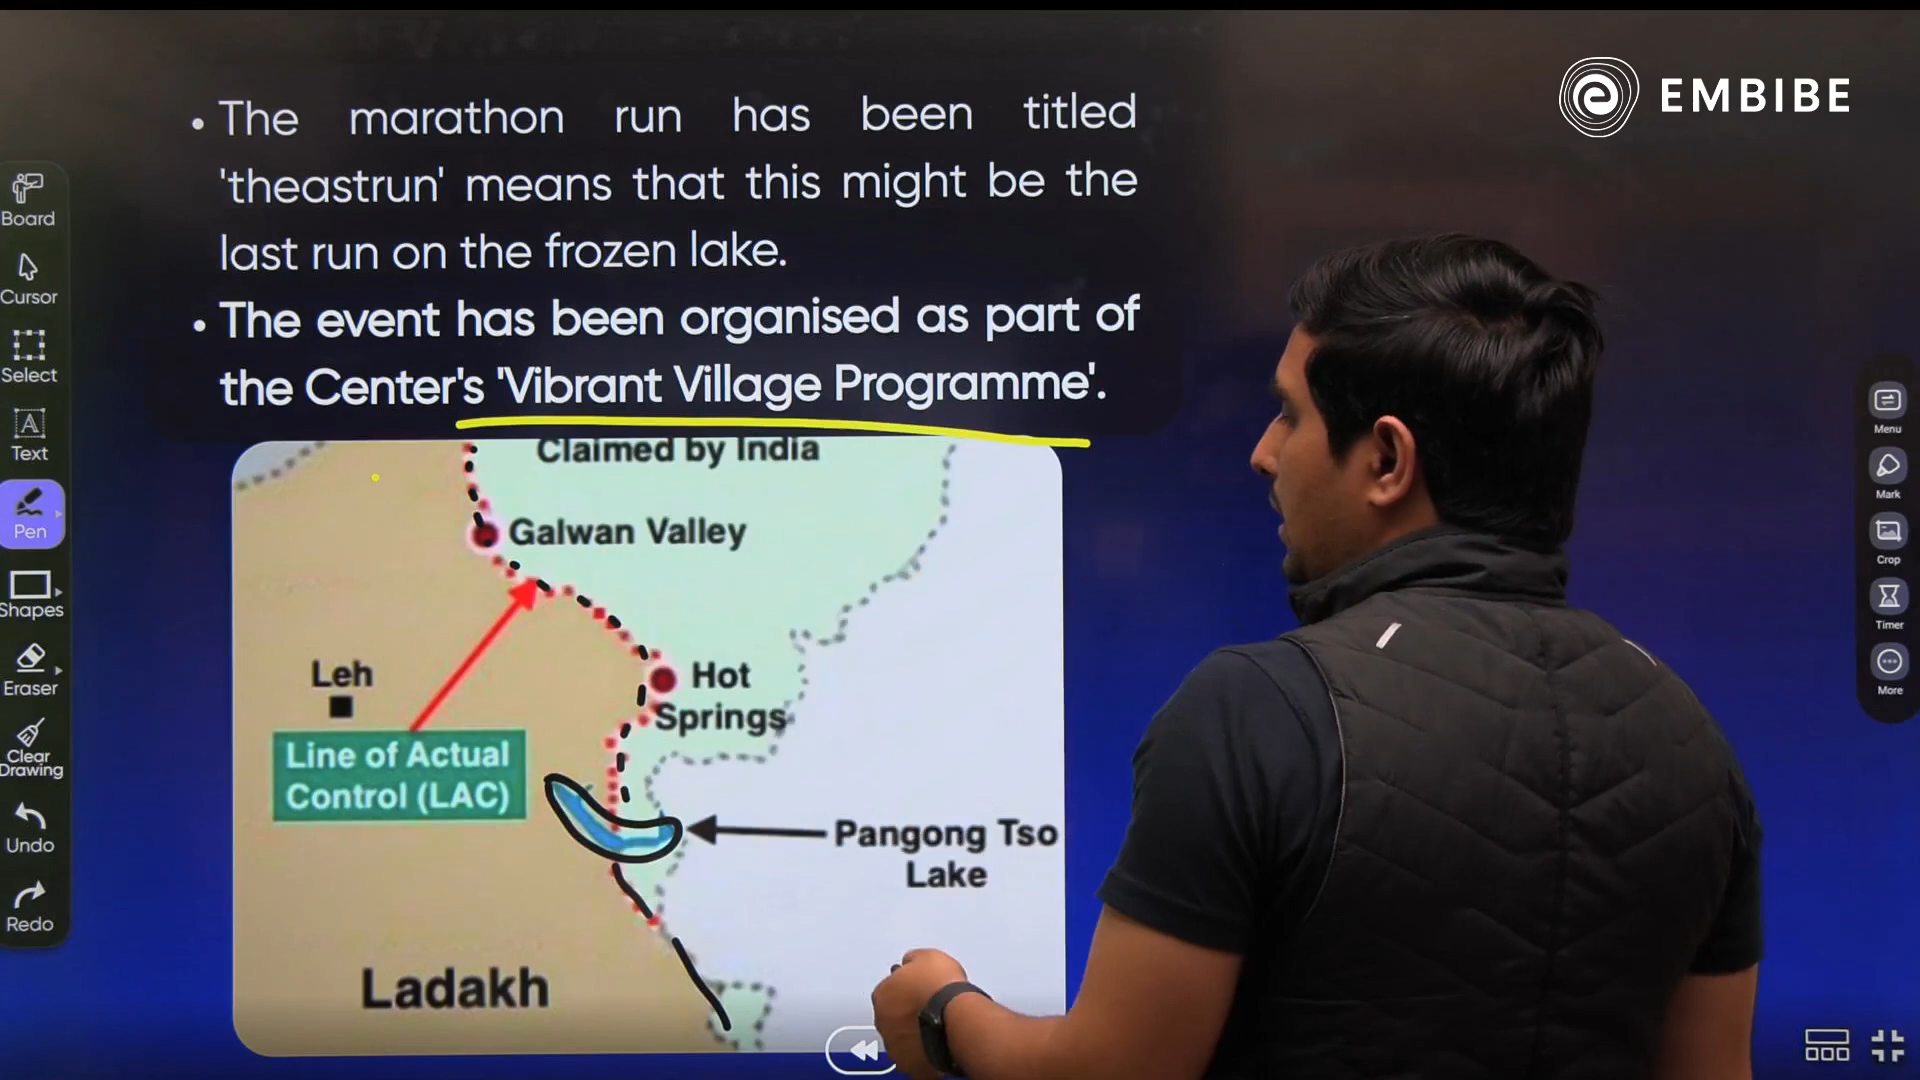 EMBIBE
• The marathon run has been titled
'theastrun' means that this might be the
last run on the frozen lake.
• The event has been organised as part of
the Center's 'Vibrant Village Programme'.
Claimed by India
Galwan Valley
Hot
Springs
Leh
Line of Actual
Control (LAC)
Pangong Tso
Lake
Ladakh
Board
Cursor
Select
Text
Pen
Shapes
Eraser
Clear
Drawing
Undo
Redo
Menu
Mark
Crop
Timer
More